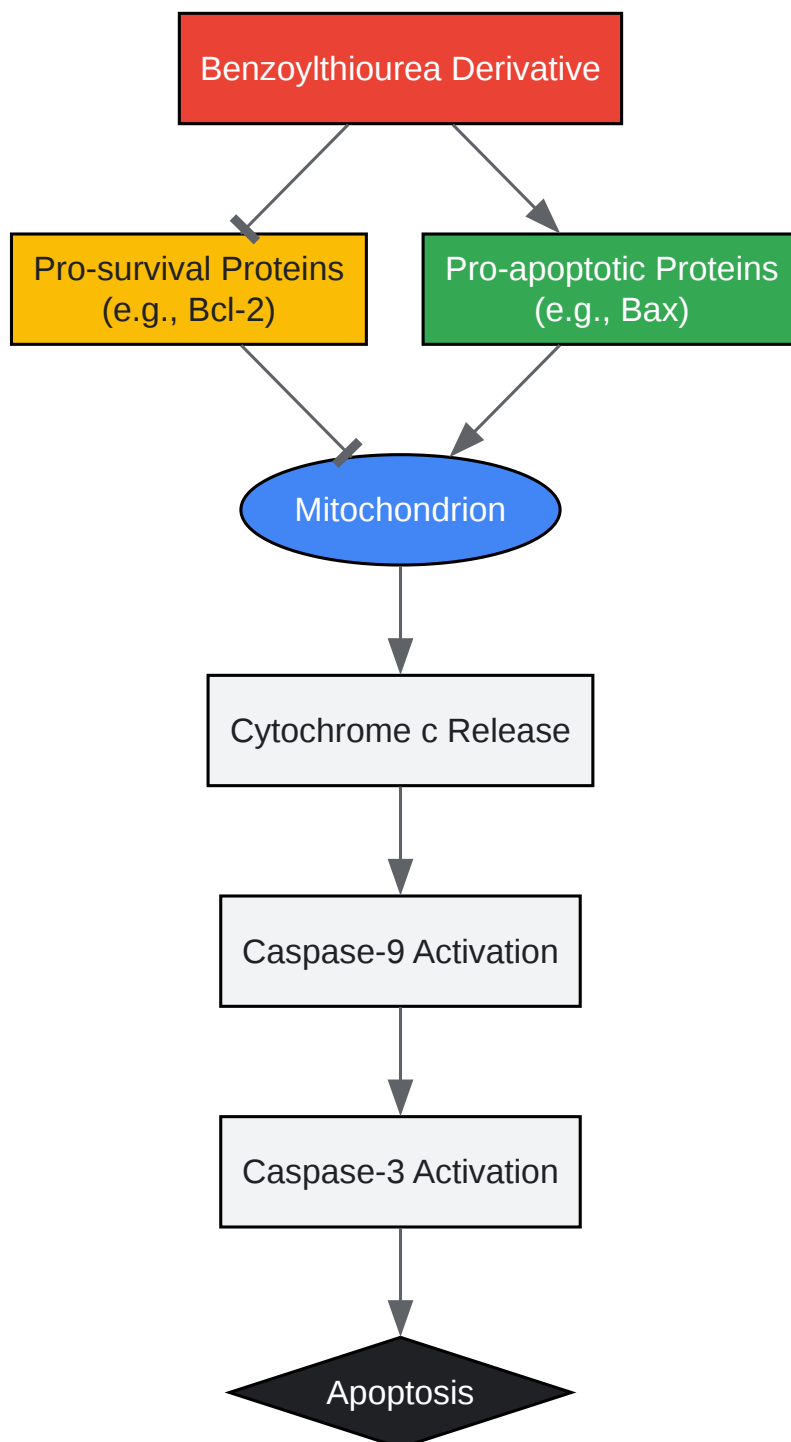 Benzoylthiourea Derivative
Pro-survival Proteins
(e.g., Bcl-2)
Pro-apoptotic Proteins
(e.g., Bax)
Mitochondrion
Cytochrome c Release
Caspase-9 Activation
Caspase-3 Activation
Apoptosis